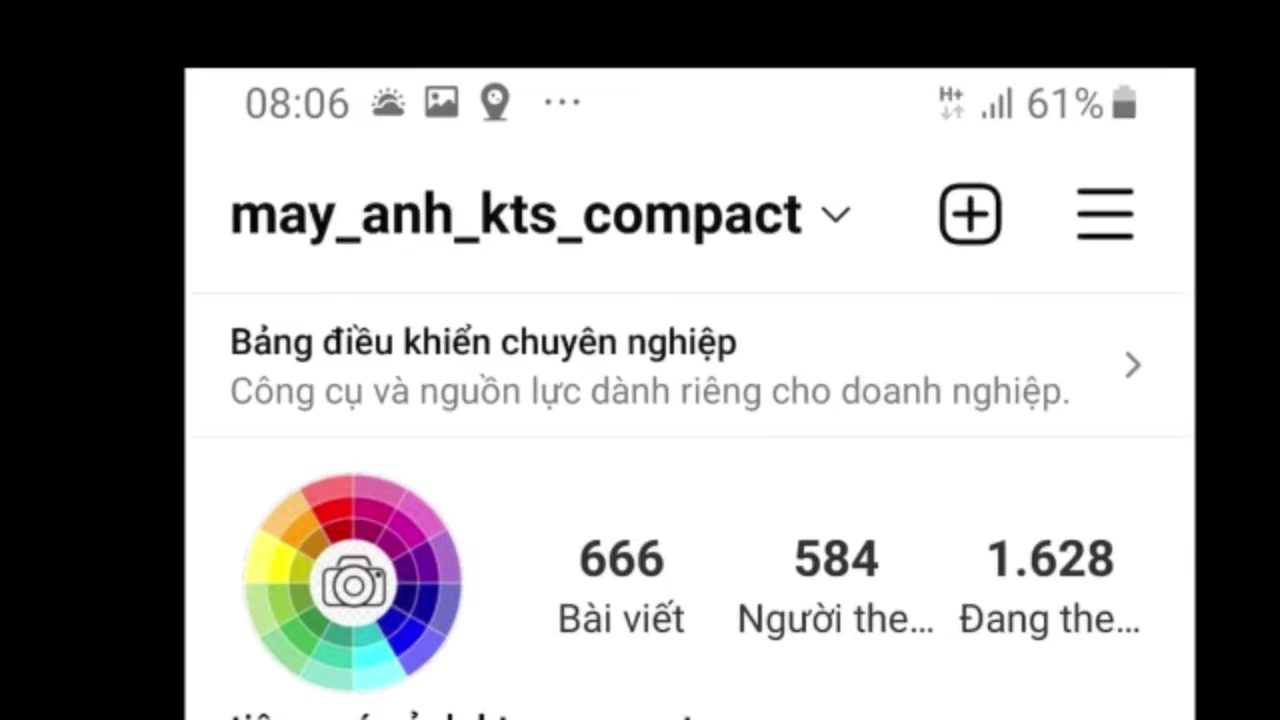 08:06 ... H+ 61%
may_anh_kts_compact
Bảng điều khiển chuyên nghiệp
Công cụ và nguồn lực dành riêng cho doanh nghiệp.
666 584 1.628
Bài viết Người the... Đang the...